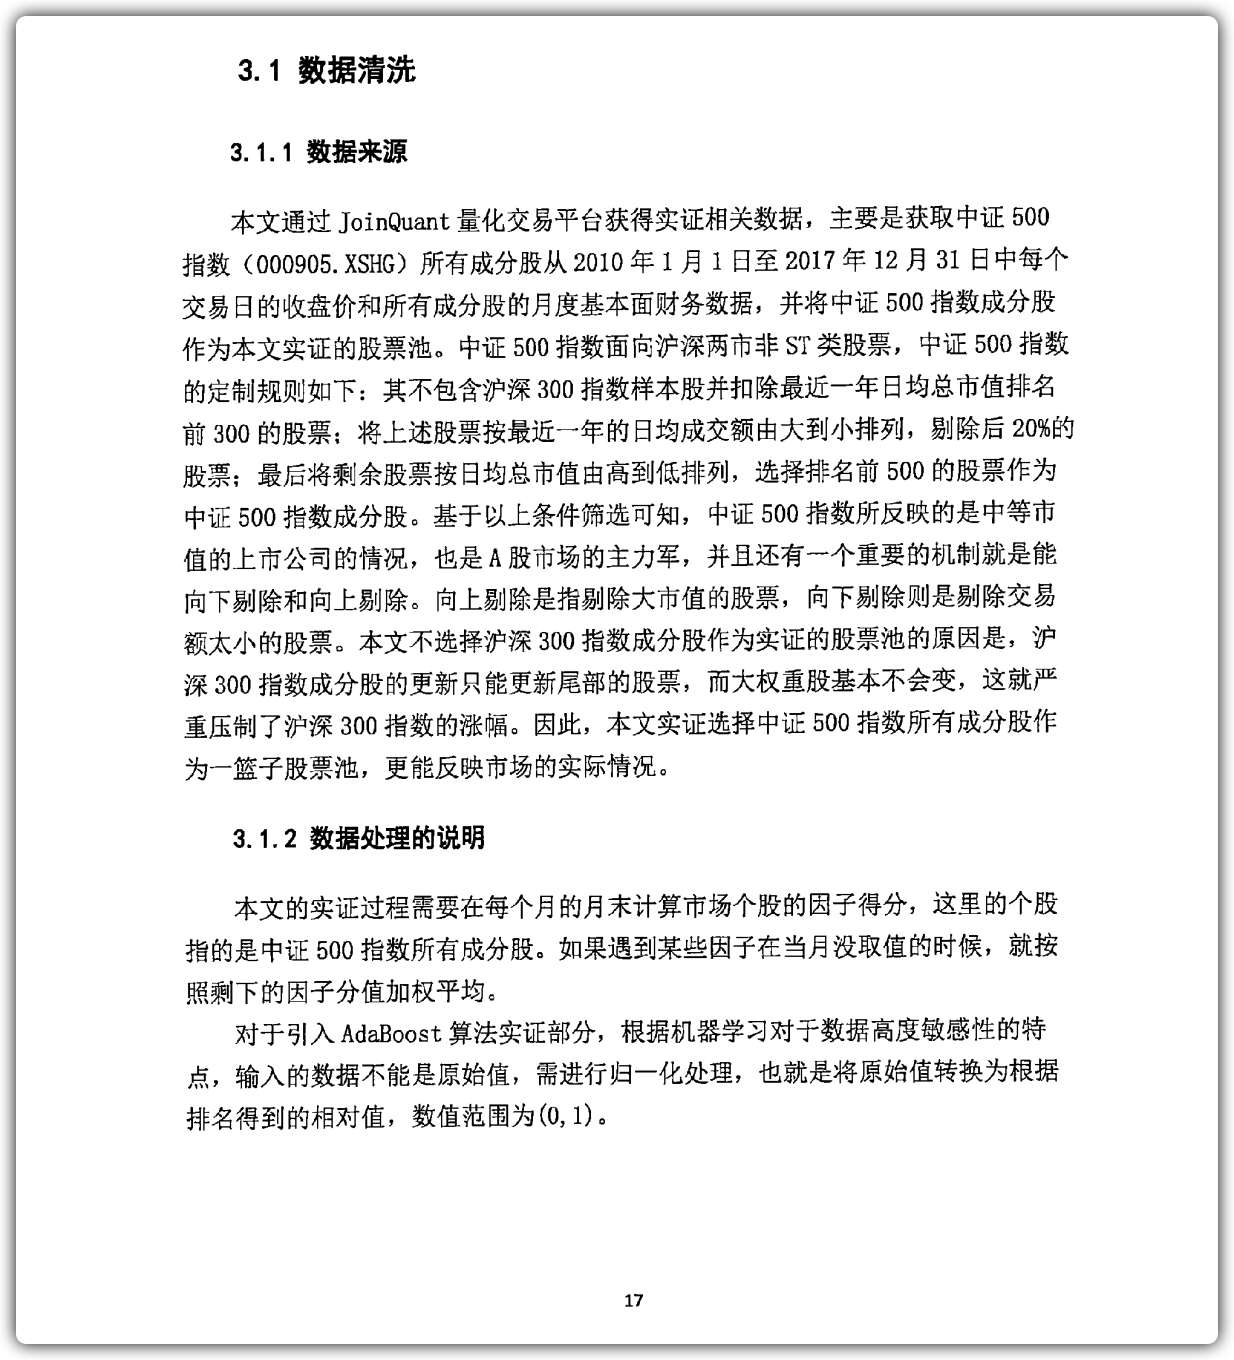 3.1 数据清洗
3.1.1 数据来源
本文通过 JoinQuant 量化交易平台获得实证相关数据，主要是获取中证 500
指数（000905.XSHG）所有成分股从 2010 年 1 月 1 日至 2017 年 12 月 31 日中每个
交易日的收盘价和所有成分股的月度基本面财务数据，并将中证 500 指数成分股
作为本文实证的股票池。中证 500 指数面向沪深两市非 ST 类股票，中证 500 指数
的定制规则如下：其不包含沪深 300 指数样本股并扣除最近一年日均总市值排名
前 300 的股票；将上述股票按最近一年的日均成交额由大到小排列，剔除后 20%的
股票；最后将剩余股票按日均总市值由高到低排列，选择排名前 500 的股票作为
中证 500 指数成分股。基于以上条件筛选可知，中证 500 指数所反映的是中等市
值的上市公司的情况，也是 A 股市场的主力军，并且还有一个重要的机制就是能
向下剔除和向上剔除。向上剔除是指剔除大市值的股票，向下剔除则是剔除交易
额太小的股票。本文不选择沪深 300 指数成分股作为实证的股票池的原因是，沪
深 300 指数成分股的更新只能更新尾部的股票，而大权重股基本不会变，这就严
重压制了沪深 300 指数的涨幅。因此，本文实证选择中证 500 指数所有成分股作
为一篮子股票池，更能反映市场的实际情况。
3.1.2 数据处理的说明
本文的实证过程需要在每个月的月末计算市场个股的因子得分，这里的个股
指的是中证 500 指数所有成分股。如果遇到某些因子在当月没取值的时候，就按
照剩下的因子分值加权平均。
对于引入 AdaBoost 算法实证部分，根据机器学习对于数据高度敏感性的特
点，输入的数据不能是原始值，需进行归一化处理，也就是将原始值转换为根据
排名得到的相对值，数值范围为(0,1)。
17